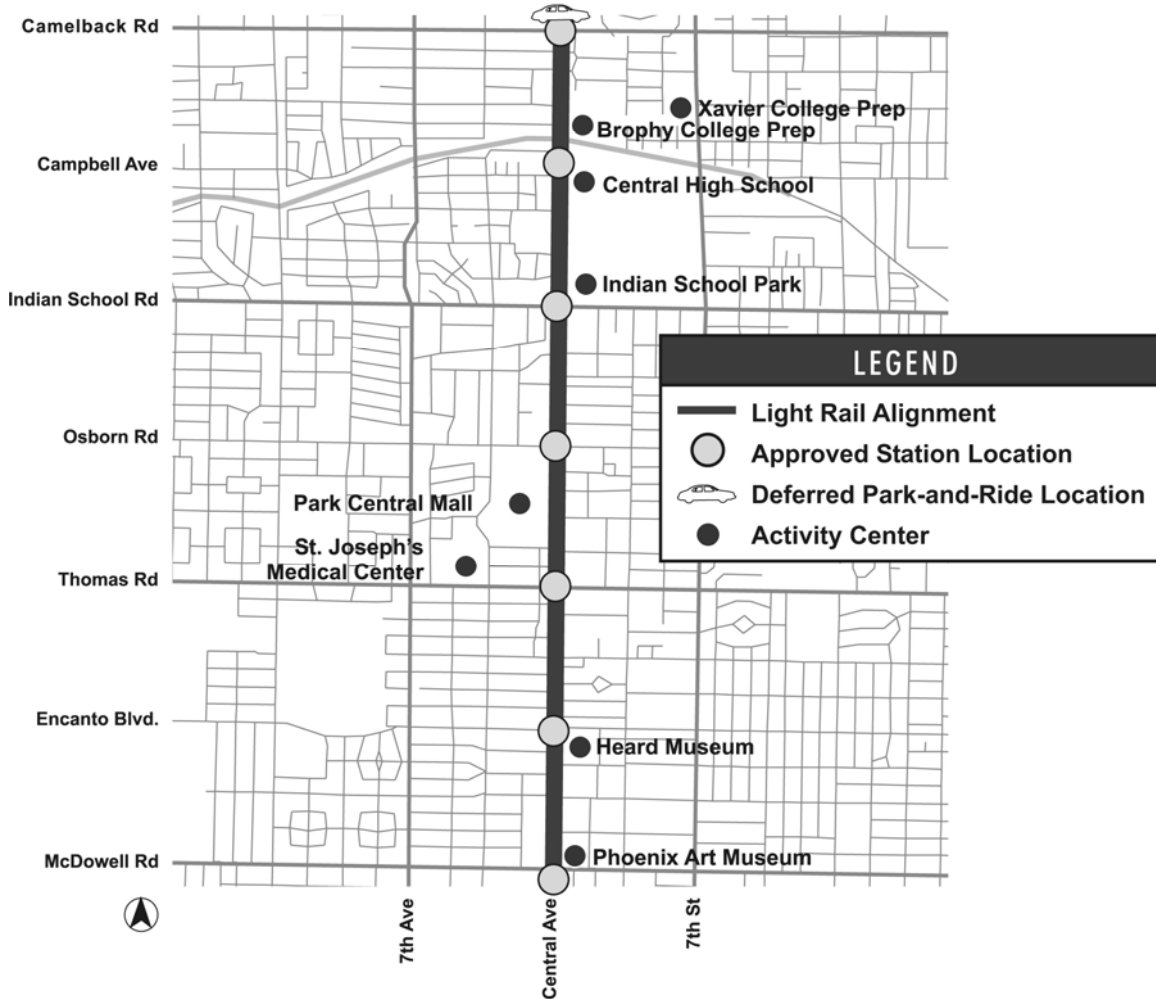 Camelback Rd
Xavier College Prep
Brophy College Prep
Campbell Ave
Central High School
Indian School Park
Indian School Rd
LEGEND
Light Rail Alignment
Approved Station Location
Deferred Park-and-Ride Location
Activity Center
Osborn Rd
Park Central Mall
St. Joseph's
Medical Center
Thomas Rd
Encanto Blvd.
Heard Museum
McDowell Rd
Phoenix Art Museum
7th Ave
Central Ave
7th St